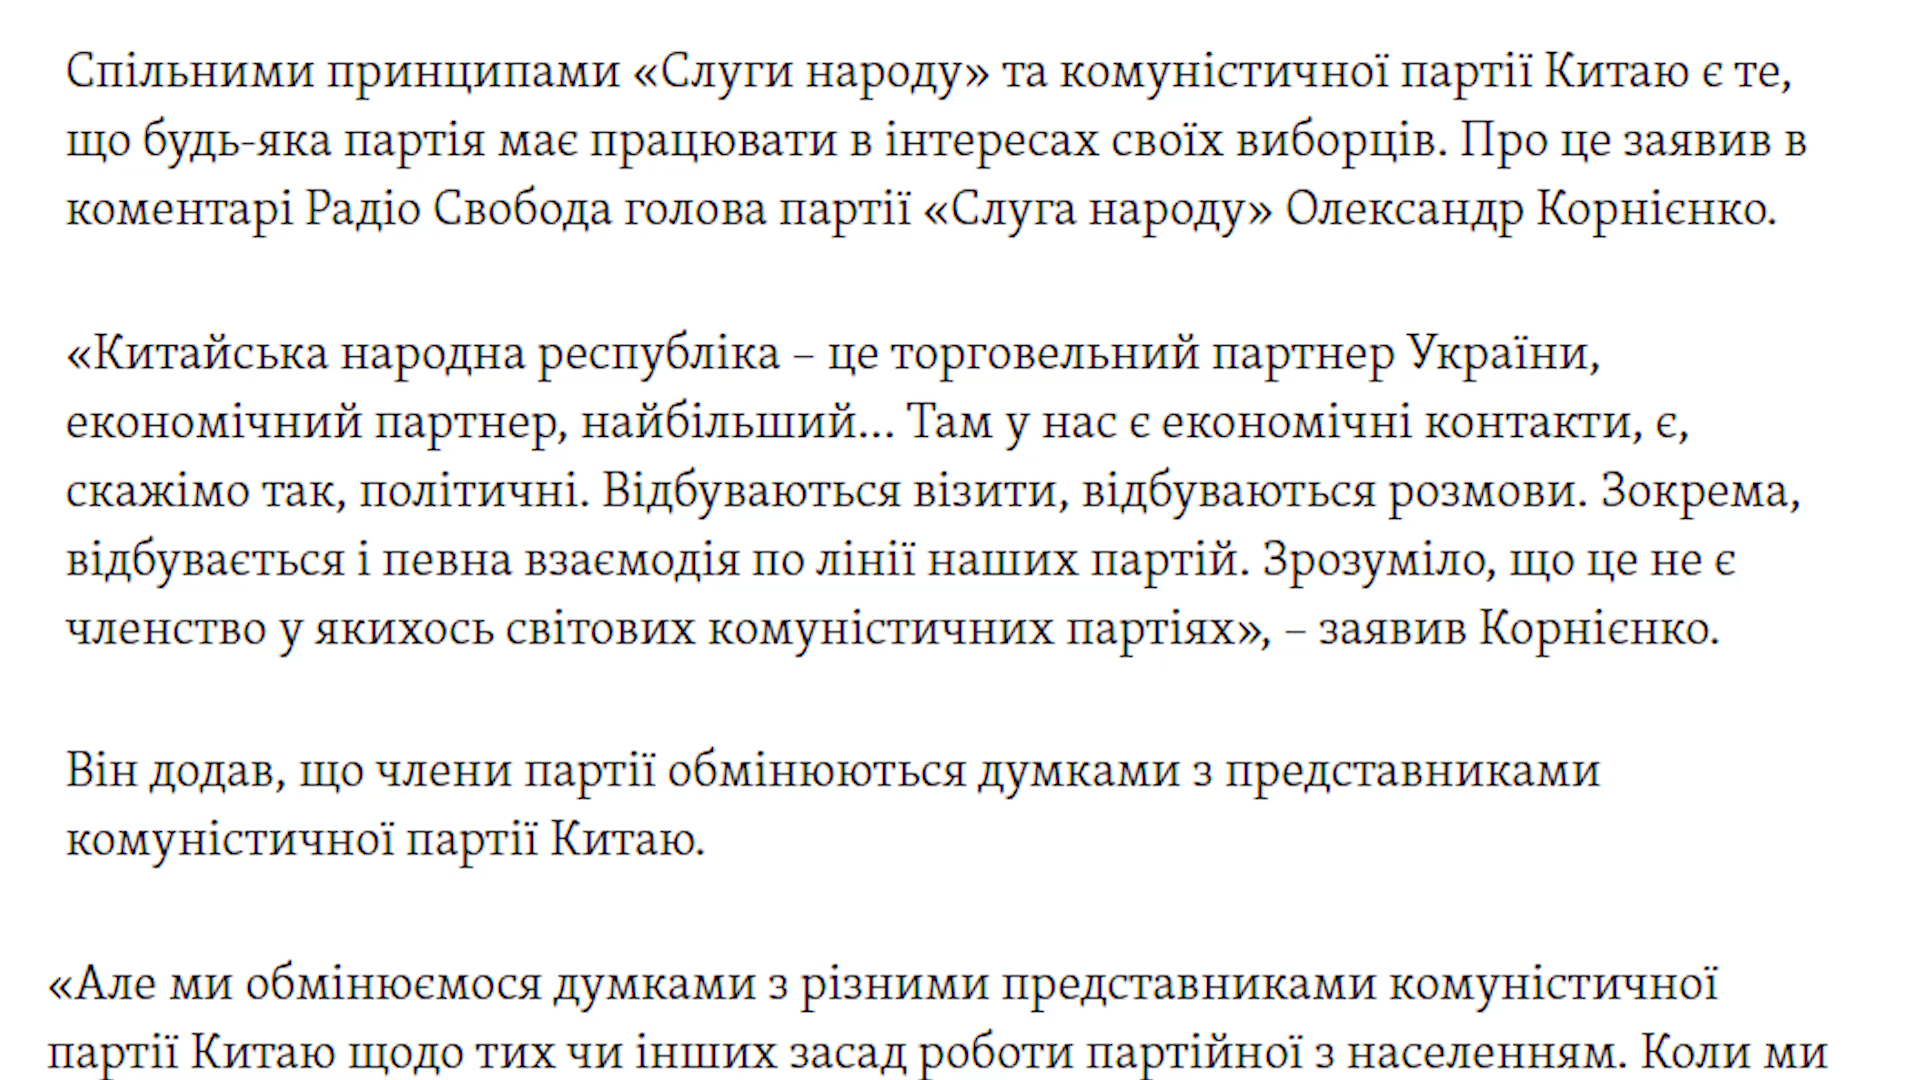 Спільними принципами «Слуги народу» та комуністичної партії Китаю є те,
що будь-яка партія має працювати в інтересах своїх виборців. Про це заявив в
коментарі Радіо Свобода голова партії «Слуга народу» Олександр Корнієнко.
«Китайська народна республіка – це торговельний партнер України,
економічний партнер, найбільший... Там у нас є економічні контакти, є,
скажімо так, політичні. Відбуваються візити, відбуваються розмови. Зокрема,
відбувається і певна взаємодія по лінії наших партій. Зрозуміло, що це не є
членство у якихось світових комуністичних партіях», – заявив Корнієнко.
Він додав, що члени партії обмінюються думками з представниками
комуністичної партії Китаю.
«Але ми обмінюємося думками з різними представниками комуністичної
партії Китаю щодо тих чи інших засад роботи партійної з населенням. Коли ми